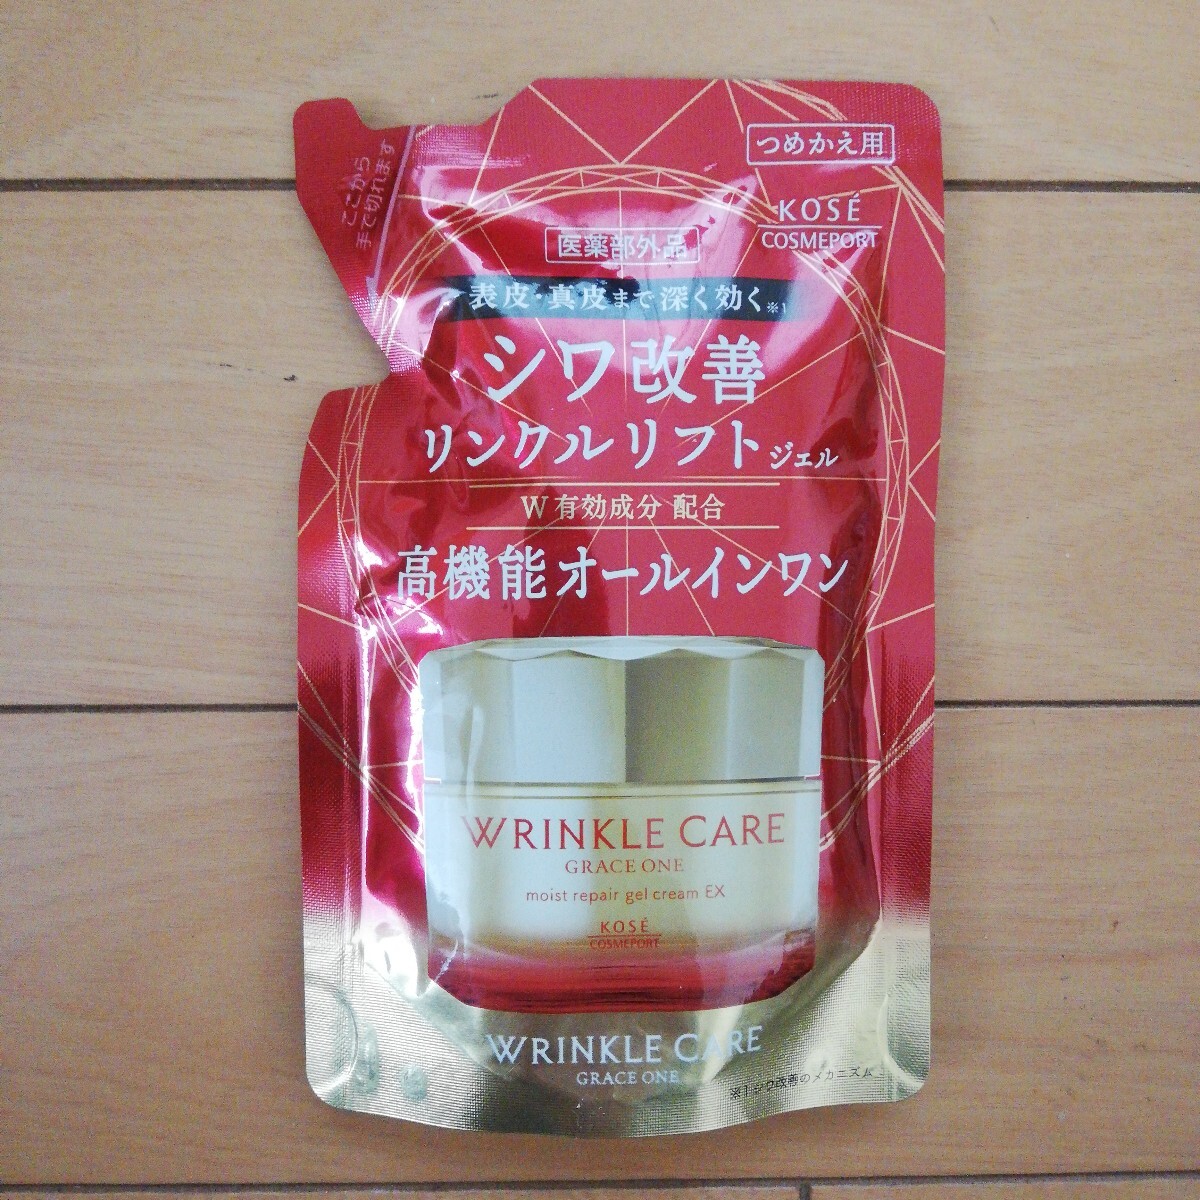 つめかえ用
ここから
手で切れます
KOSÉ
COSMEPORT
医薬部外品
表皮・真皮まで深く効く※1
シワ改善
リンクルリフトジェル
W有効成分 配合
高機能オールインワン
WRINKLE CARE
GRACE ONE
moist repair gel cream EX
KOSÉ
COSMEPORT
WRINKLE CARE
GRACE ONE
※1 シワ改善のメカニズム